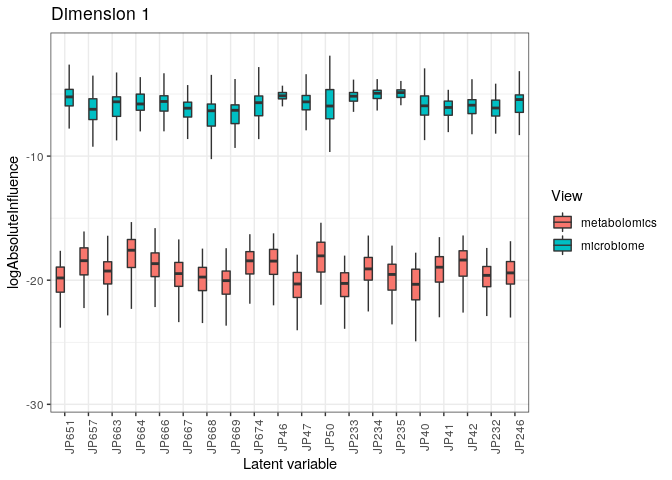 Dimension 1
logAbsoluteInfluence
-10
-20
-30
JP651
JP657
JP663
JP664
JP666
JP667
JP668
JP669
JP674
JP46
JP47
JP50
JP233
JP234
JP235
JP40
JP41
JP42
JP232
JP246
Latent variable
View
metabolomics
microbiome